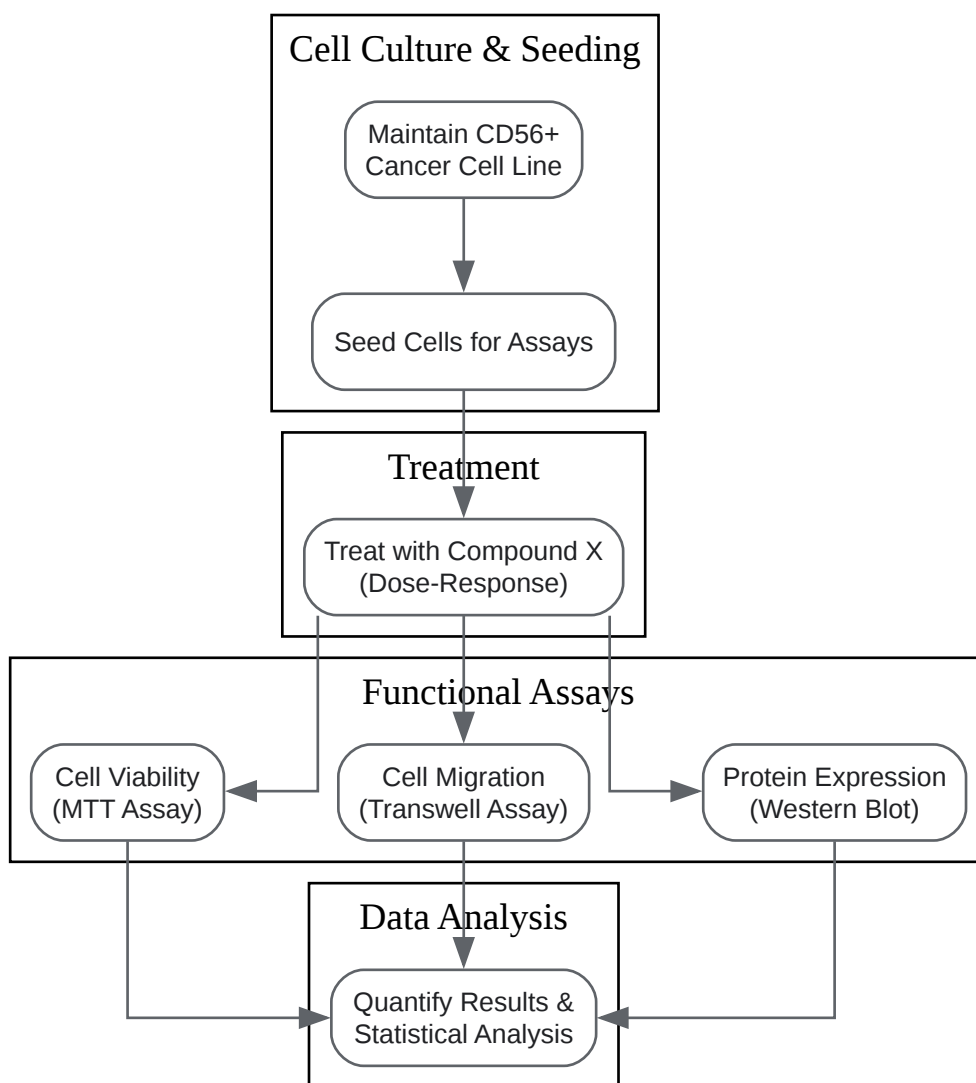 Cell Culture & Seeding
Maintain CD56+
Cancer Cell Line
Seed Cells for Assays
Treatment
Treat with Compound X
(Dose-Response)
Functional Assays
Cell Viability
(MTT Assay)
Cell Migration
(Transwell Assay)
Protein Expression
(Western Blot)
Data Analysis
Quantify Results &
Statistical Analysis